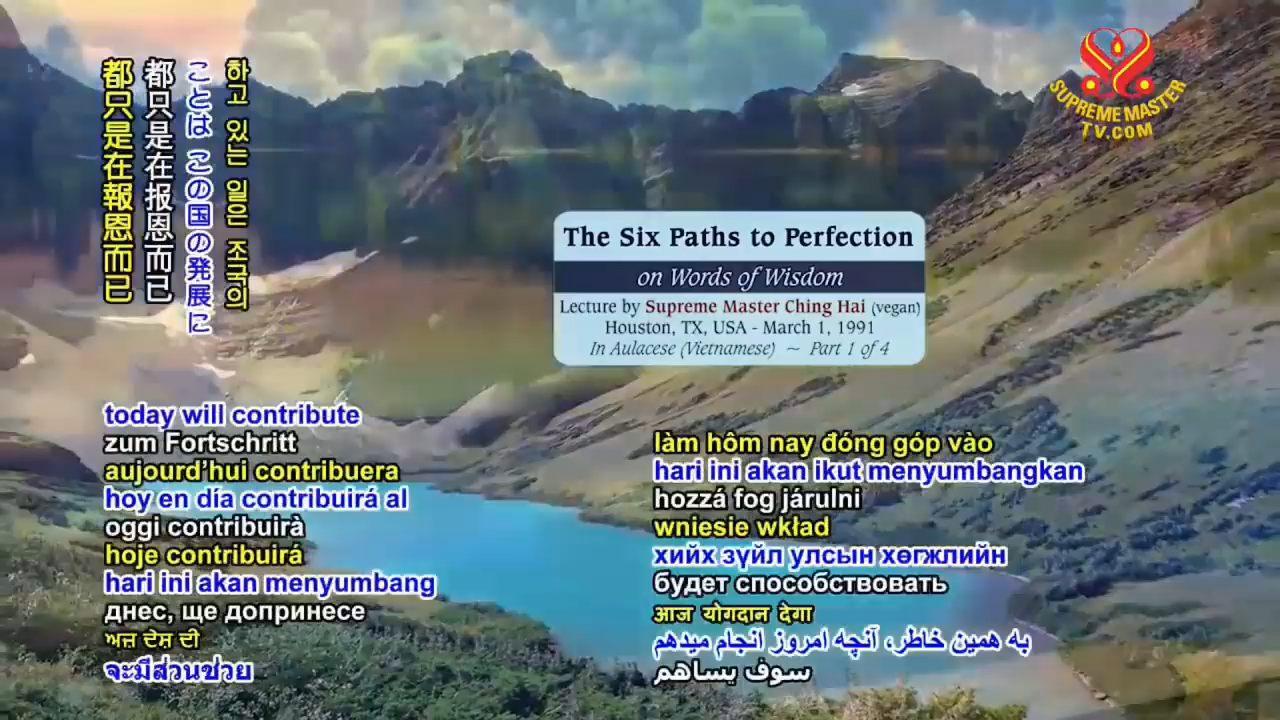 하고 있는 일은 조국의
ことは この国の発展に
都只是在报恩而已
都只是在報恩而已
SUPREME MASTER
TV.COM
The Six Paths to Perfection
on Words of Wisdom
Lecture by Supreme Master Ching Hai (vegan)
Houston, TX, USA - March 1, 1991
In Aulacese (Vietnamese) ~ Part 1 of 4
today will contribute
zum Fortschritt
aujourd’hui contribuera
hoy en día contribuirá al
oggi contribuirà
hoje contribuirá
hari ini akan menyumbang
днес, ще допринесе
ਅਜ਼ ਦੇਸ਼ ਦੀ
จะมีส่วนช่วย
làm hôm nay đóng góp vào
hari ini akan ikut menyumbangkan
hozzá fog járulni
wniesie wkład
хийх зүйл улсын хөгжлийн
будет способствовать
आज योगदान देगा
به همین خاطر، آنچه امروز انجام میدهم
سوف يساهم